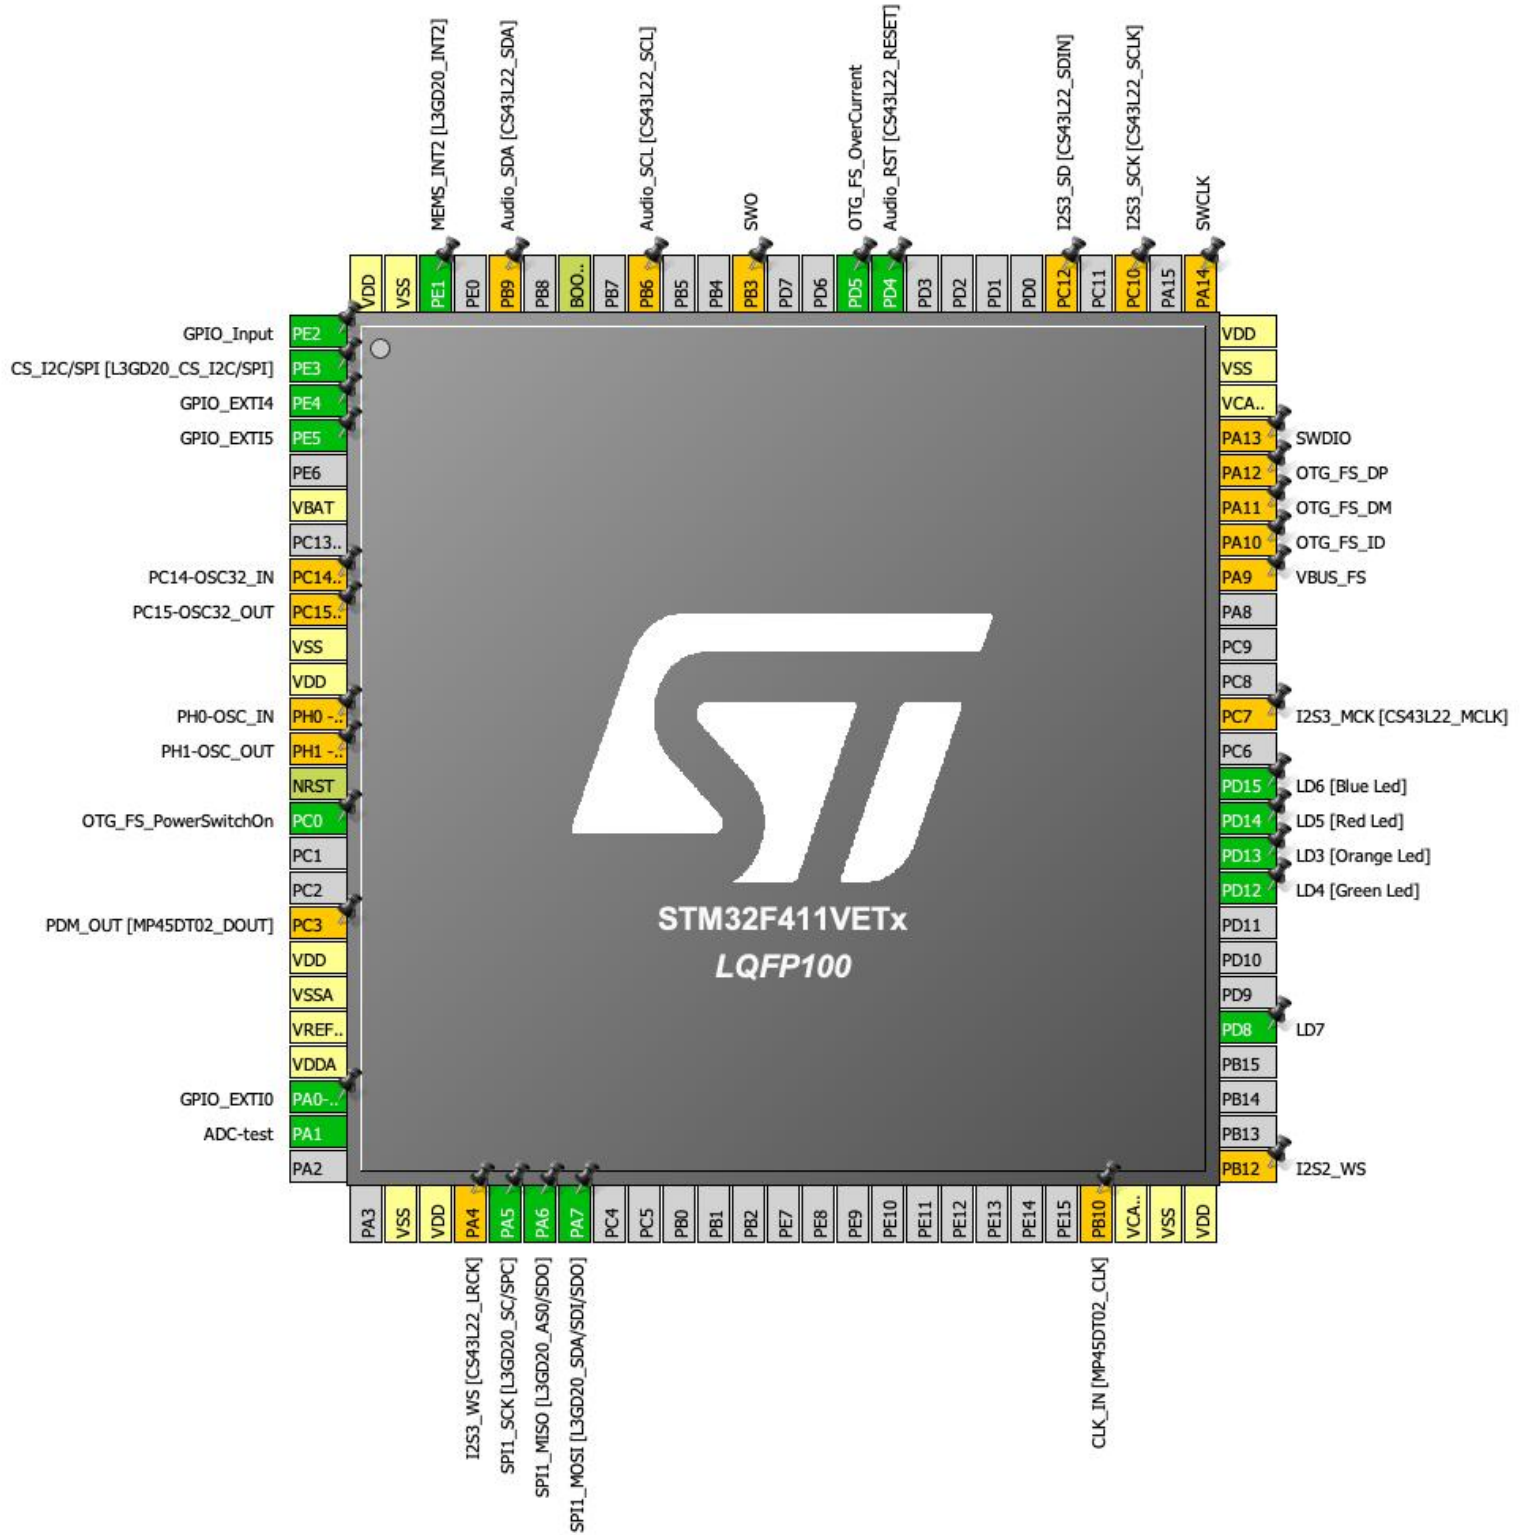 MEMS_INT2 [L3GD20_INT2]
Audio_SDA [CS43L22_SDA]
Audio_SCL [CS43L22_SCL]
SWO
OTG_FS_OverCurrent
Audio_RST [CS43L22_RESET]
I2S3_SD [CS43L22_SDIN]
I2S3_SCK [CS43L22_SCLK]
SWCLK
VDD
VSS
PE1
PE0
PB9
PB8
BOO..
PB7
PB6
PB5
PB4
PB3
PD7
PD6
PD5
PD4
PD3
PD2
PD1
PD0
PC12
PC11
PC10
PA15
PA14
GPIO_Input PE2
CS_I2C/SPI [L3GD20_CS_I2C/SPI] PE3
GPIO_EXTI4 PE4
GPIO_EXTI5 PE5
PE6
VBAT
PC13..
PC14-OSC32_IN PC14..
PC15-OSC32_OUT PC15..
VSS
VDD
PH0-OSC_IN PH0 -..
PH1-OSC_OUT PH1 -..
NRST
OTG_FS_PowerSwitchOn PC0
PC1
PC2
PDM_OUT [MP45DT02_DOUT] PC3
VDD
VSSA
VREF..
VDDA
GPIO_EXTI0 PA0-..
ADC-test PA1
PA2
STM32F411VETx
LQFP100
VDD
VSS
VCA..
PA13 SWDIO
PA12 OTG_FS_DP
PA11 OTG_FS_DM
PA10 OTG_FS_ID
PA9 VBUS_FS
PA8
PC9
PC8
PC7 I2S3_MCK [CS43L22_MCLK]
PC6
PD15 LD6 [Blue Led]
PD14 LD5 [Red Led]
PD13 LD3 [Orange Led]
PD12 LD4 [Green Led]
PD11
PD10
PD9
PD8 LD7
PB15
PB14
PB13
PB12 I2S2_WS
PA3
VSS
VDD
PA4
PA5
PA6
PA7
PC4
PC5
PB0
PB1
PB2
PE7
PE8
PE9
PE10
PE11
PE12
PE13
PE14
PE15
PB10
VCA..
VSS
VDD
I2S3_WS [CS43L22_LRCK]
SPI1_SCK [L3GD20_SC/SPC]
SPI1_MISO [L3GD20_AS0/SDO]
SPI1_MOSI [L3GD20_SDA/SDI/SDO]
CLK_IN [MP45DT02_CLK]